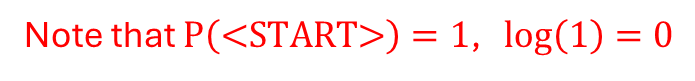 Note that P(<START>) = 1, log(1) = 0